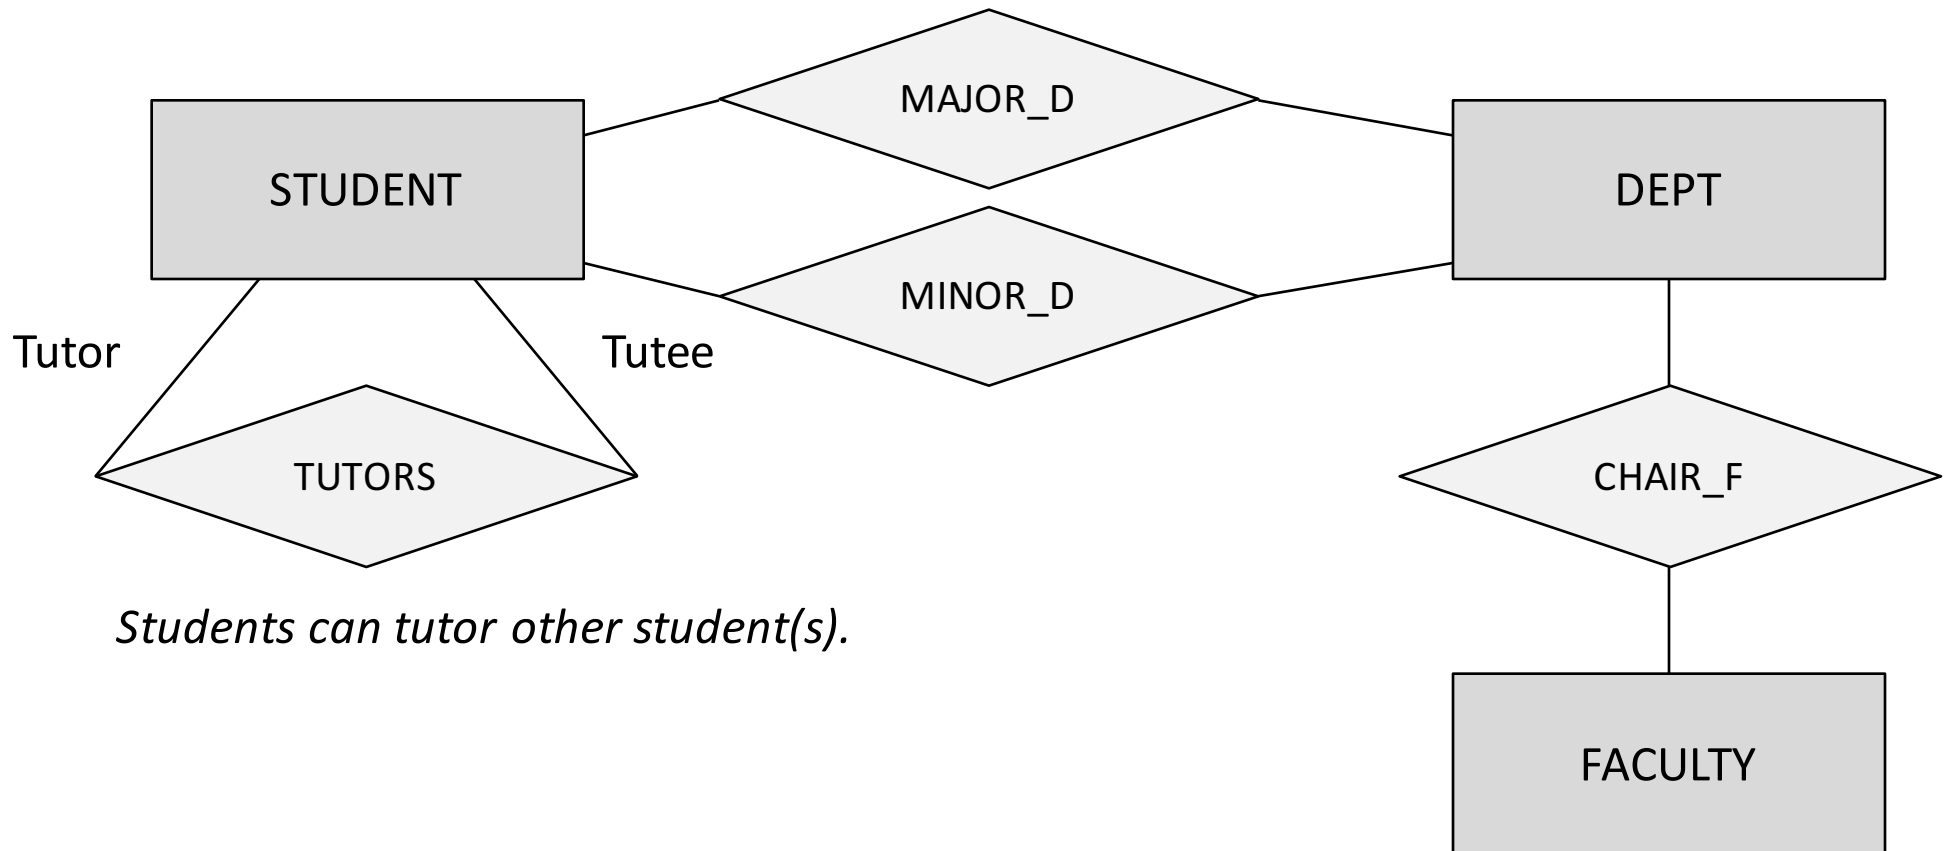 MAJOR_D
STUDENT
DEPT
MINOR_D
Tutor
Tutee
TUTORS
CHAIR_F
Students can tutor other student(s).
FACULTY